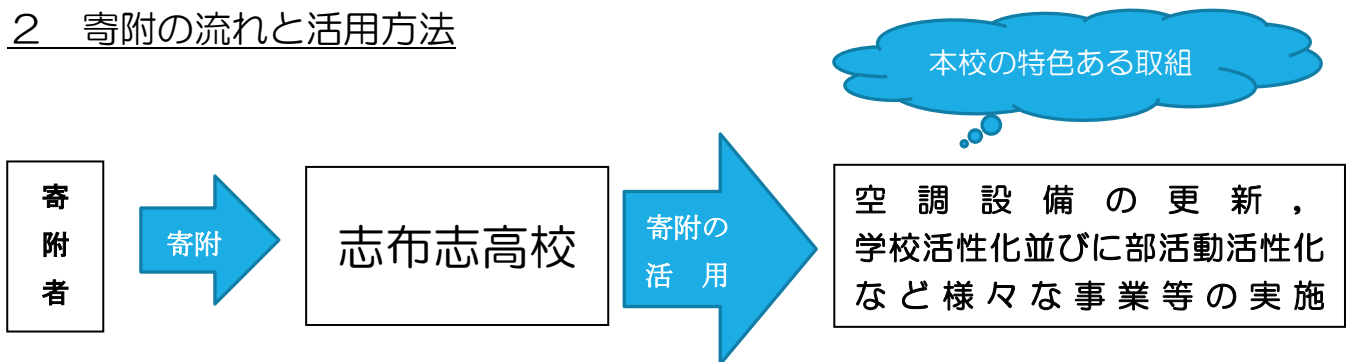 ２　寄附の流れと活用方法
本校の特色ある取組
寄附者
寄附
志布志高校
寄附の
活　用
空調設備の更新，
学校活性化並びに部活動活性化
など様々な事業等の実施